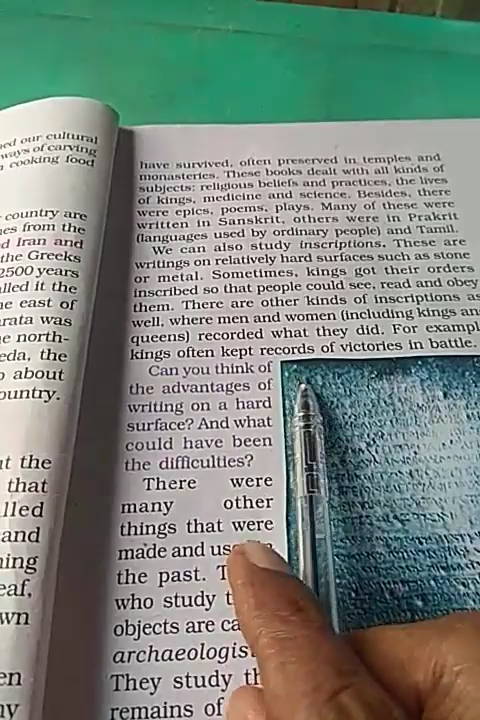 ed our cultural
ways of carving
cooking food
country are
es from the
d Iran and
the Greeks
2500 years
lled it the
e east of
rata was
e north-
eda, the
about
ountry.
t the
that
lled
and
ing
eaf,
wn
en
ny
have survived, often preserved in temples and
monasteries. These books dealt with all kinds of
subjects: religious beliefs and practices, the lives
of kings, medicine and science. Besides, there
were epics, poems, plays. Many of these were
written in Sanskrit, others were in Prakrit
(languages used by ordinary people) and Tamil.
We can also study inscriptions. These are
writings on relatively hard surfaces such as stone
or metal. Sometimes, kings got their orders
inscribed so that people could see, read and obey
them. There are other kinds of inscriptions as
well, where men and women (including kings an
queens) recorded what they did. For exampl
kings often kept records of victories in battle.
Can you think of
the advantages of
writing on a hard
surface? And what
could have been
the difficulties?
There were
many other
things that were
made and us
the past. T
who study t
objects are ca
archaeologis
They study th
remains of